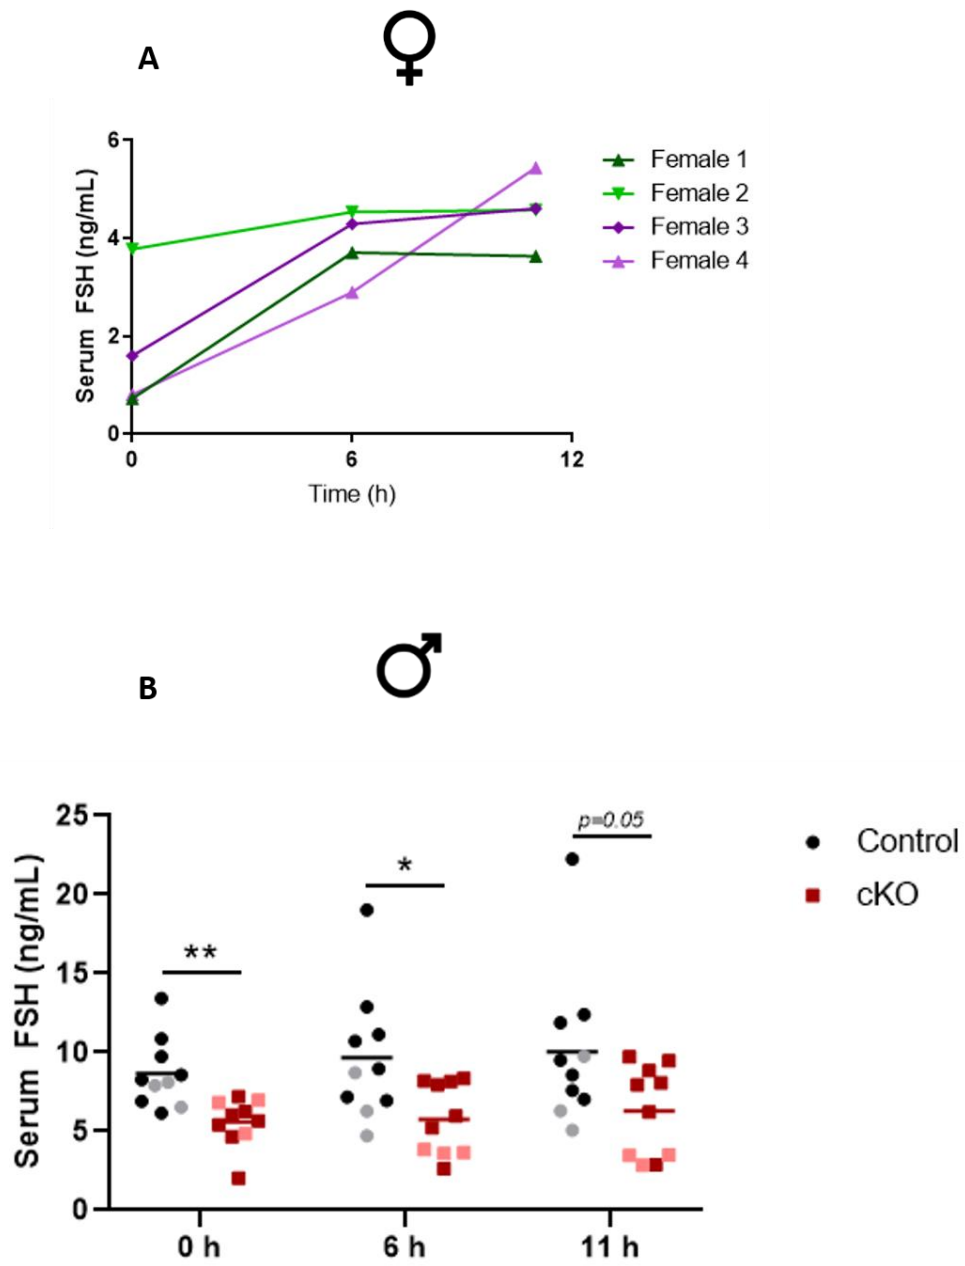 A
Serum FSH (ng/mL)
6
4
2
0
0 6 12
Time (h)
Female 1
Female 2
Female 3
Female 4
B
Serum FSH (ng/mL)
25
20
15
10
5
0
**
*
p=0.05
0 h 6 h 11 h
Control
cKO